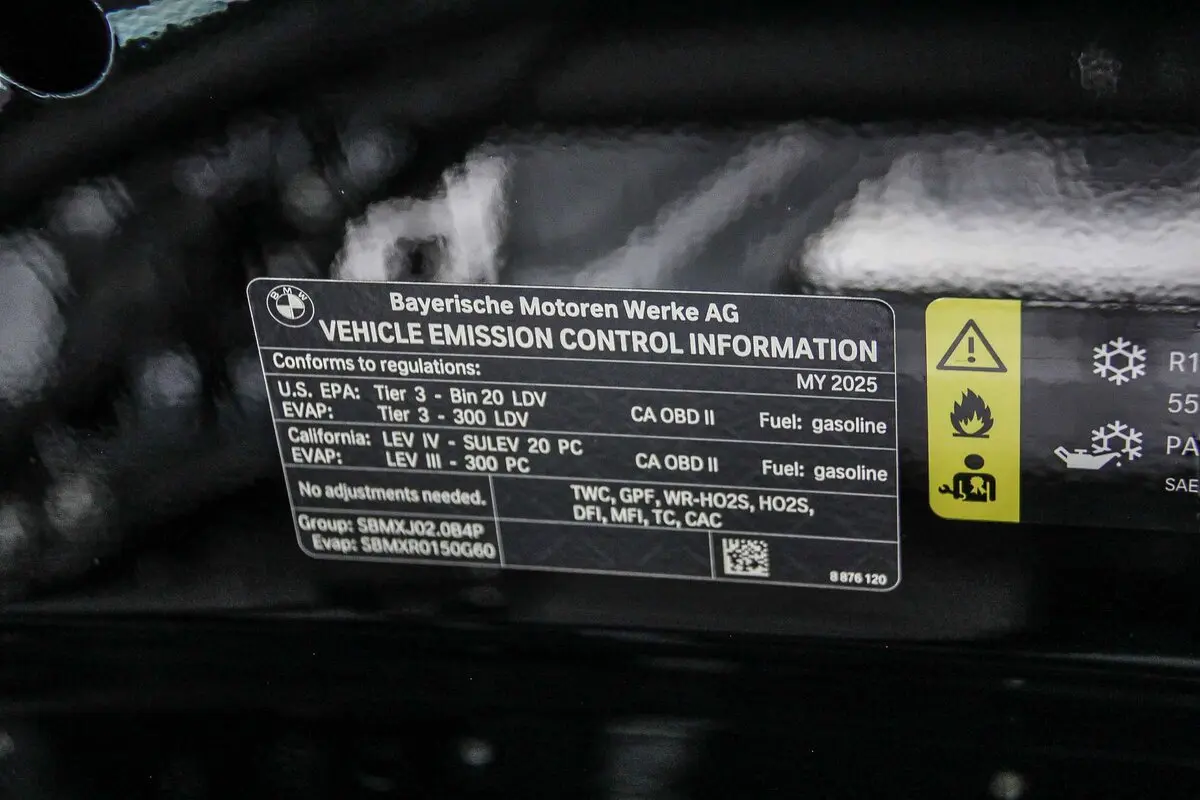 BMW
Bayerische Motoren Werke AG
VEHICLE EMISSION CONTROL INFORMATION
Conforms to regulations: MY 2025
U.S. EPA: Tier 3 - Bin 20 LDV
EVAP: Tier 3 - 300 LDV CA OBD II Fuel: gasoline
California: LEV IV - SULEV 20 PC
EVAP: LEV III - 300 PC CA OBD II Fuel: gasoline
No adjustments needed. TWC, GPF, WR-HO2S, HO2S,
DFI, MFI, TC, CAC
Group: SBMXJ02.0B4P
Evap: SBMXR0150G60
8 876 120
R1
55
PA
SAE